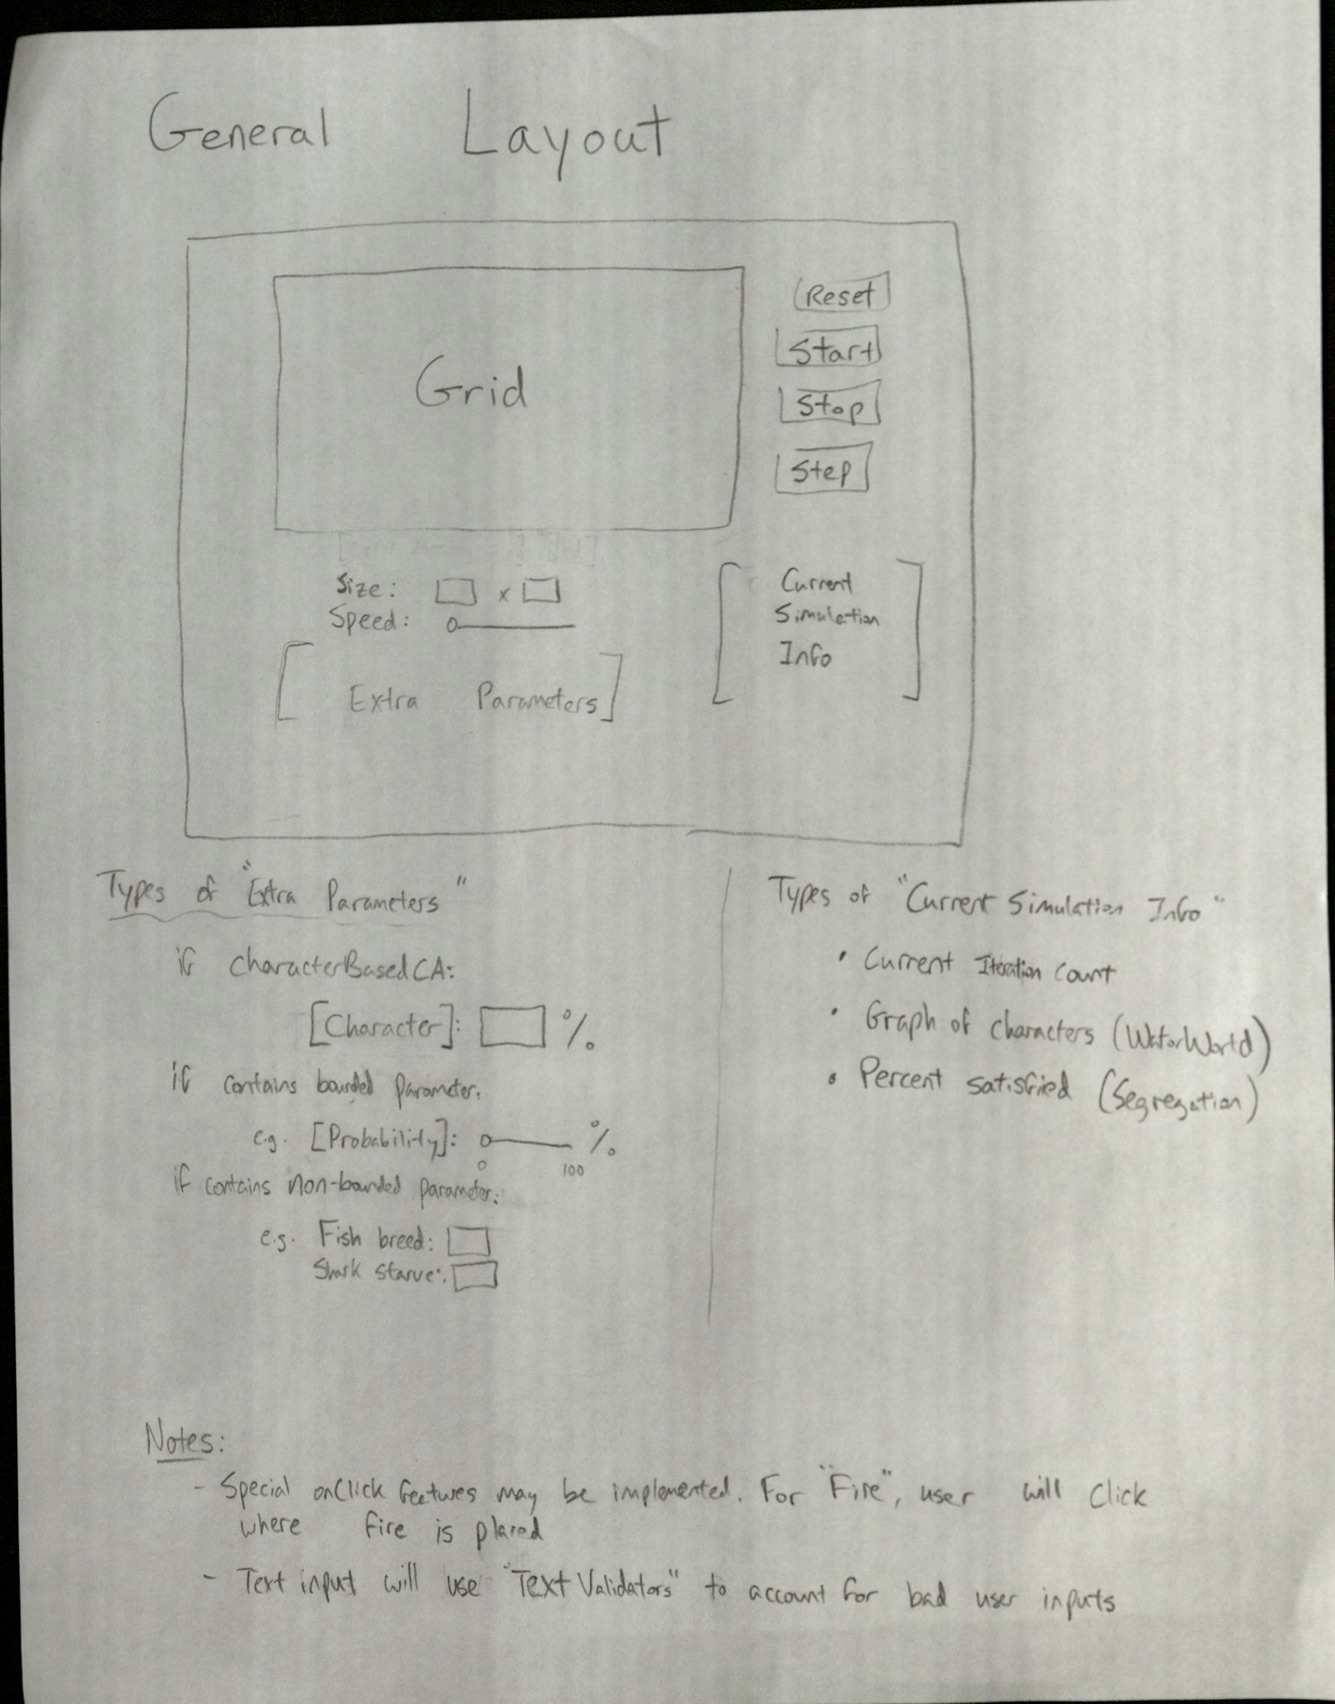 General Layout
Grid
Reset
Start
Stop
Step
Size: x
Speed:
[ Extra Parameters ]
[ Current
Simulation
Info ]
Types of "Extra Parameters"
if CharacterBasedCA:
[Character]: %
if contains bounded parameter:
e.g. [Probability]: %
0 100
if contains non-bounded parameter:
e.g. Fish breed:
Shark starve:
Types of "Current Simulation Info"
• Current Iteration Count
• Graph of characters (WatorWorld)
• Percent satisfied (Segregation)
Notes:
- Special onClick features may be implemented. For "Fire", user will click
where fire is placed
- Text input will use "Text Validators" to account for bad user inputs